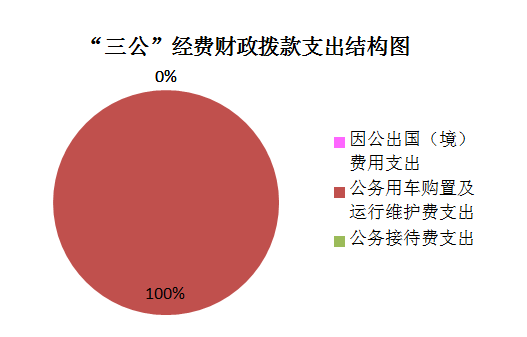 “三公”经费财政拨款支出结构图
0%
100%
因公出国（境）
费用支出
公务用车购置及
运行维护费支出
公务接待费支出